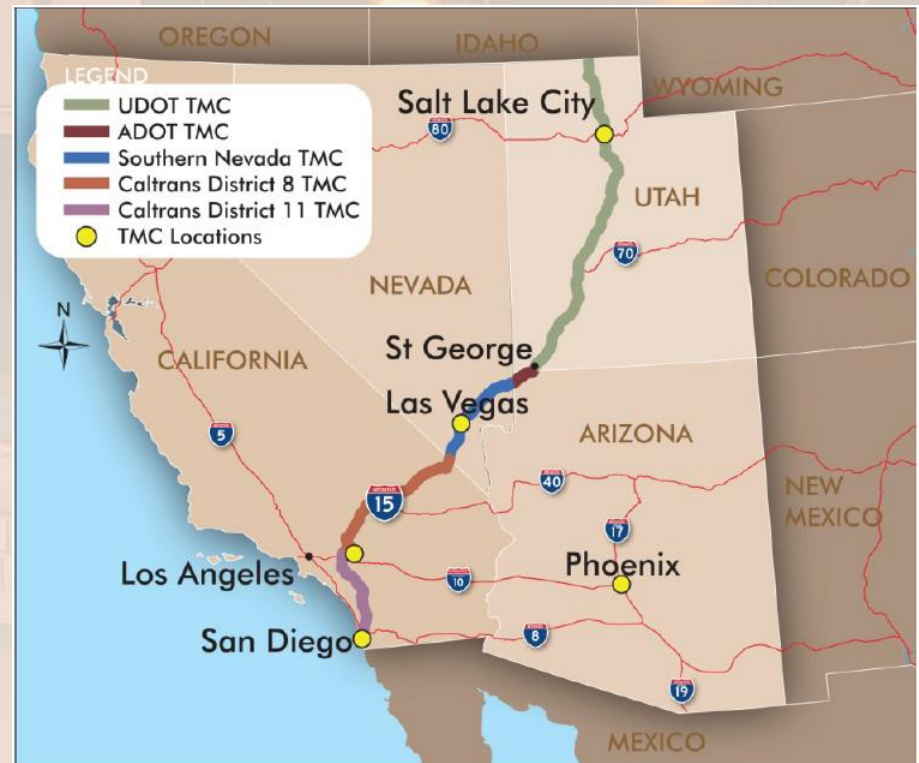 OREGON
IDAHO
WYOMING
LEGEND
UDOT TMC
ADOT TMC
Southern Nevada TMC
Caltrans District 8 TMC
Caltrans District 11 TMC
TMC Locations
Salt Lake City
80
UTAH
70
COLORADO
NEVADA
N
CALIFORNIA
St George
Las Vegas
5
ARIZONA
40
15
NEW
MEXICO
17
Phoenix
Los Angeles
10
San Diego
8
19
MEXICO